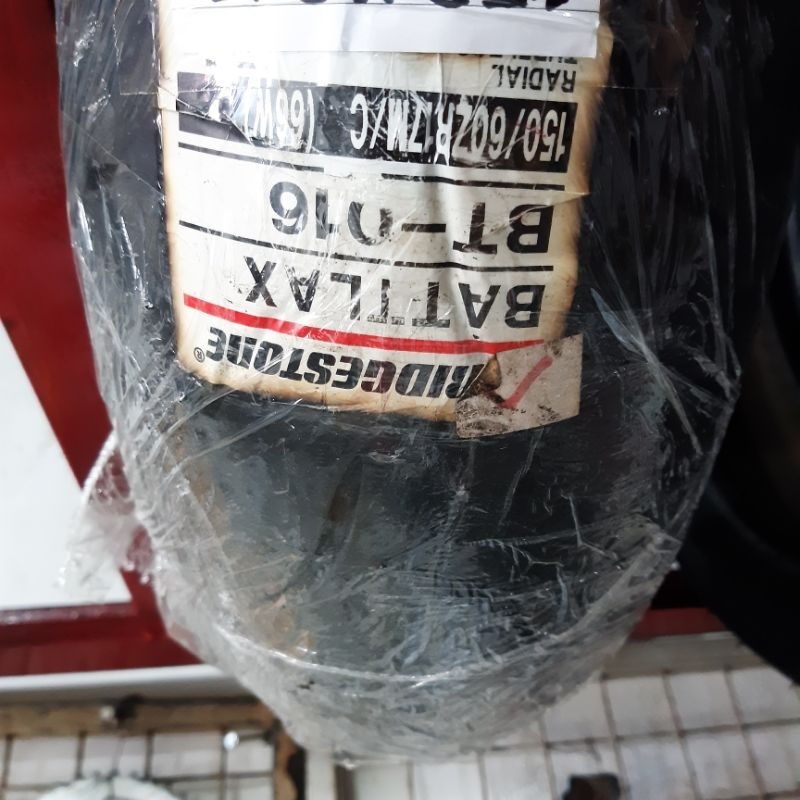 BRIDGESTONE®
BATTLAX
BT-016
150/60ZR17M/C (66W)
RADIAL